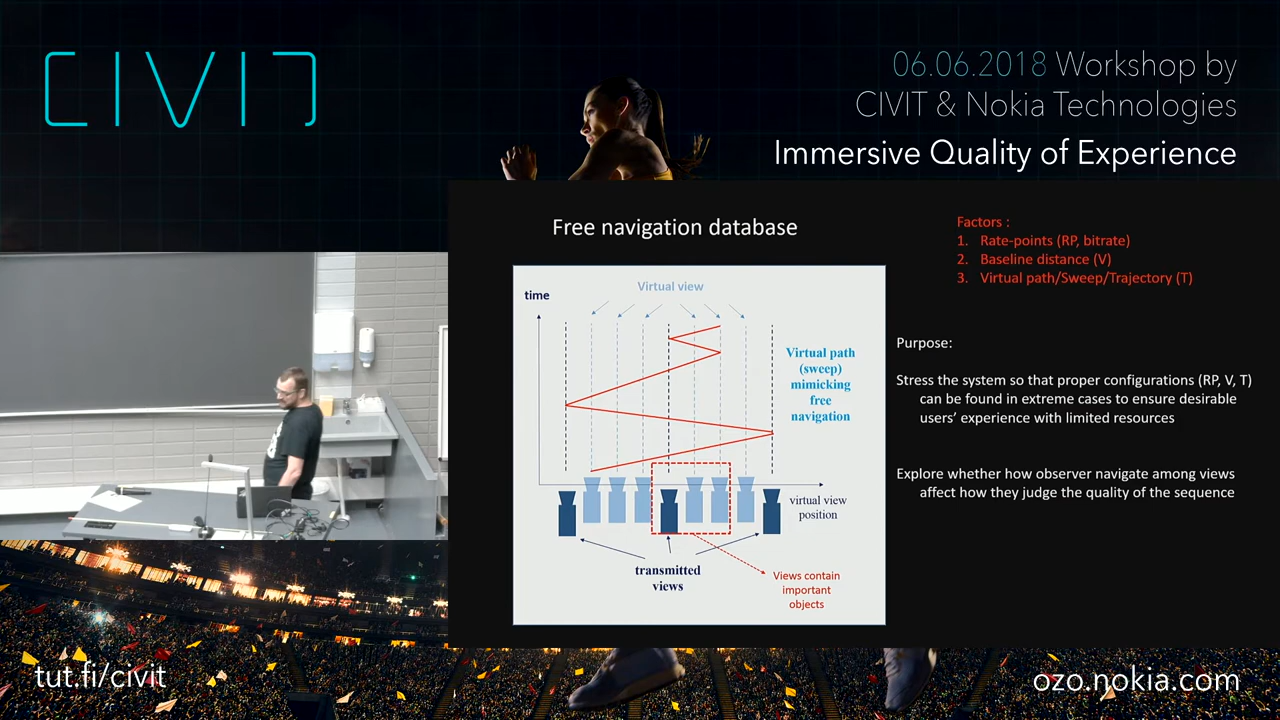 CIVIT
06.06.2018 Workshop by
CIVIT & Nokia Technologies
Immersive Quality of Experience
Free navigation database
Factors :
1. Rate-points (RP, bitrate)
2. Baseline distance (V)
3. Virtual path/Sweep/Trajectory (T)
time
Virtual view
Virtual path
(sweep)
mimicking
free
navigation
virtual view
position
transmitted
views
Views contain
important
objects
Purpose:
Stress the system so that proper configurations (RP, V, T)
can be found in extreme cases to ensure desirable
users' experience with limited resources
Explore whether how observer navigate among views
affect how they judge the quality of the sequence
tut.fi/civit
ozo.nokia.com